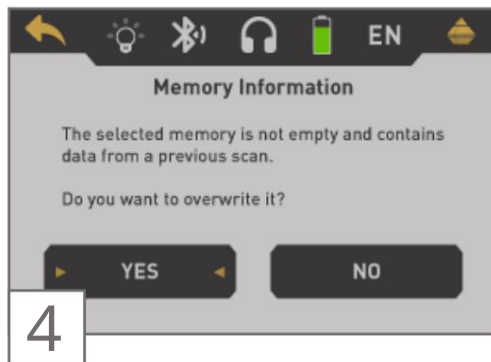 EN
Memory Information
The selected memory is not empty and contains
data from a previous scan.
Do you want to overwrite it?
YES
NO
4